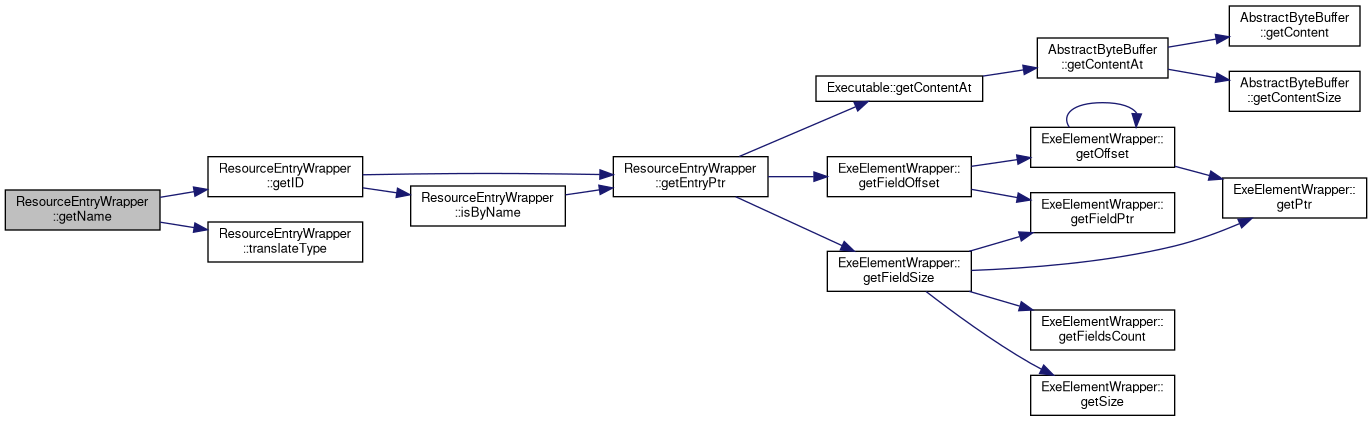 ResourceEntryWrapper
::getName
ResourceEntryWrapper
::getID
ResourceEntryWrapper
::translateType
ResourceEntryWrapper
::isByName
ResourceEntryWrapper
::getEntryPtr
Executable::getContentAt
ExeElementWrapper::
getFieldOffset
ExeElementWrapper::
getFieldSize
AbstractByteBuffer
::getContentAt
ExeElementWrapper::
getOffset
ExeElementWrapper::
getFieldPtr
ExeElementWrapper::
getFieldsCount
ExeElementWrapper::
getSize
AbstractByteBuffer
::getContent
AbstractByteBuffer
::getContentSize
ExeElementWrapper::
getPtr